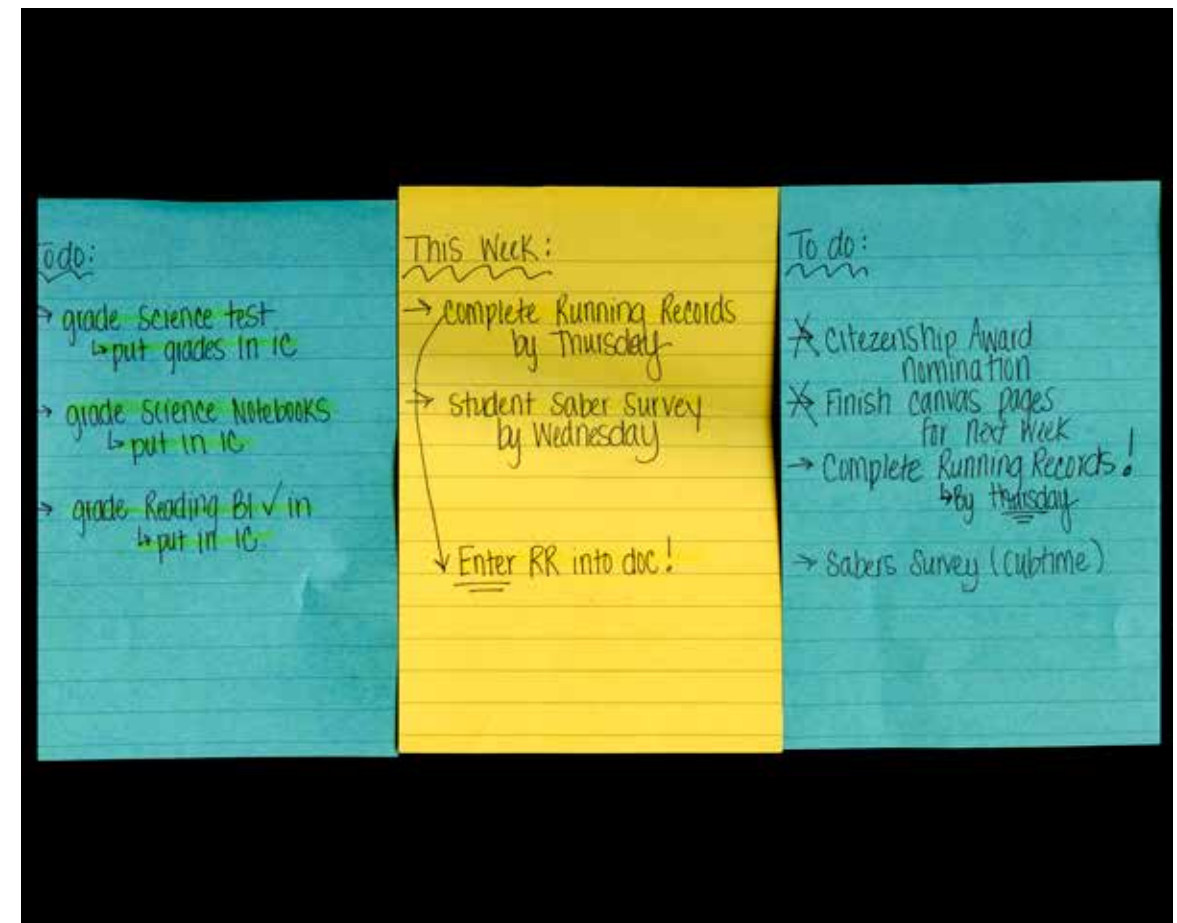 To do:
→ grade Science test
↳ put grades in IC
→ grade Science Notebooks
↳ put in IC
→ grade Reading BI ✓ in
↳ put in IC
This Week:
→ Complete Running Records
by Thursday
→ Student Saber Survey
by Wednesday
Enter RR into doc!
To do:
→ Citezenship Award
nomination
→ Finish canvas pages
for next week
→ Complete Running Records!
↳ By thursday
→ Sabers Survey (Cubtime)